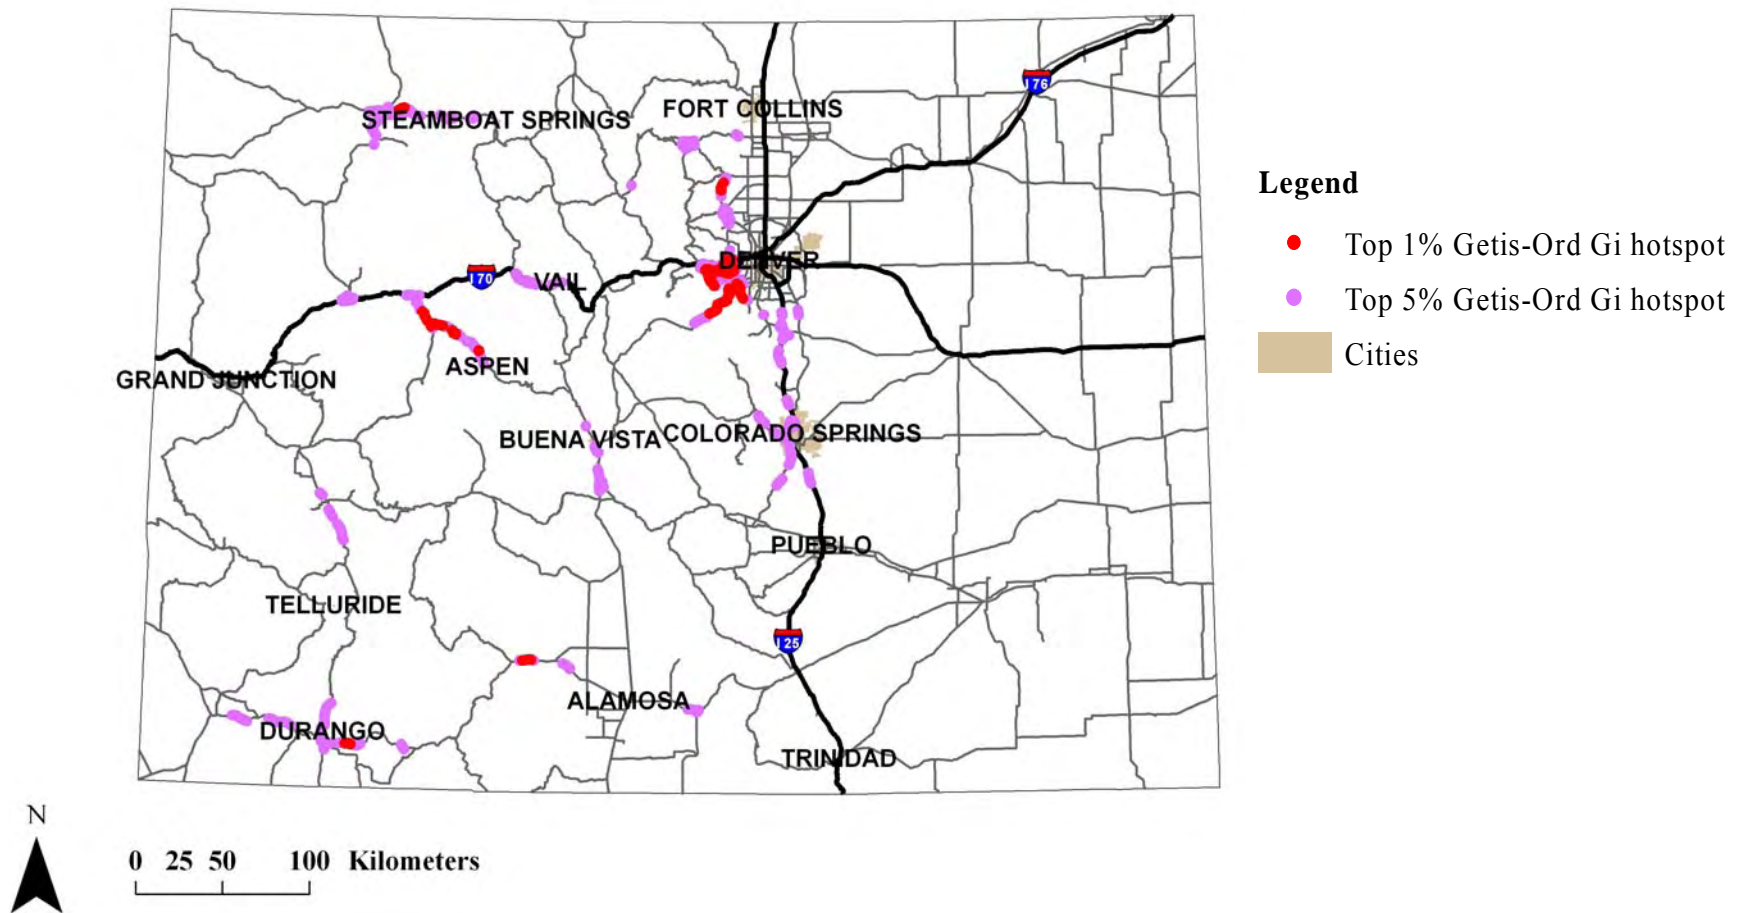 I 76
FORT COLLINS
STEAMBOAT SPRINGS
Legend
Top 1% Getis-Ord Gi hotspot
DENVER
I 70
VAIL
Top 5% Getis-Ord Gi hotspot
Cities
ASPEN
GRAND JUNCTION
BUENA VISTA
COLORADO SPRINGS
PUEBLO
TELLURIDE
I 25
ALAMOSA
DURANGO
TRINIDAD
N
0 25 50 100 Kilometers